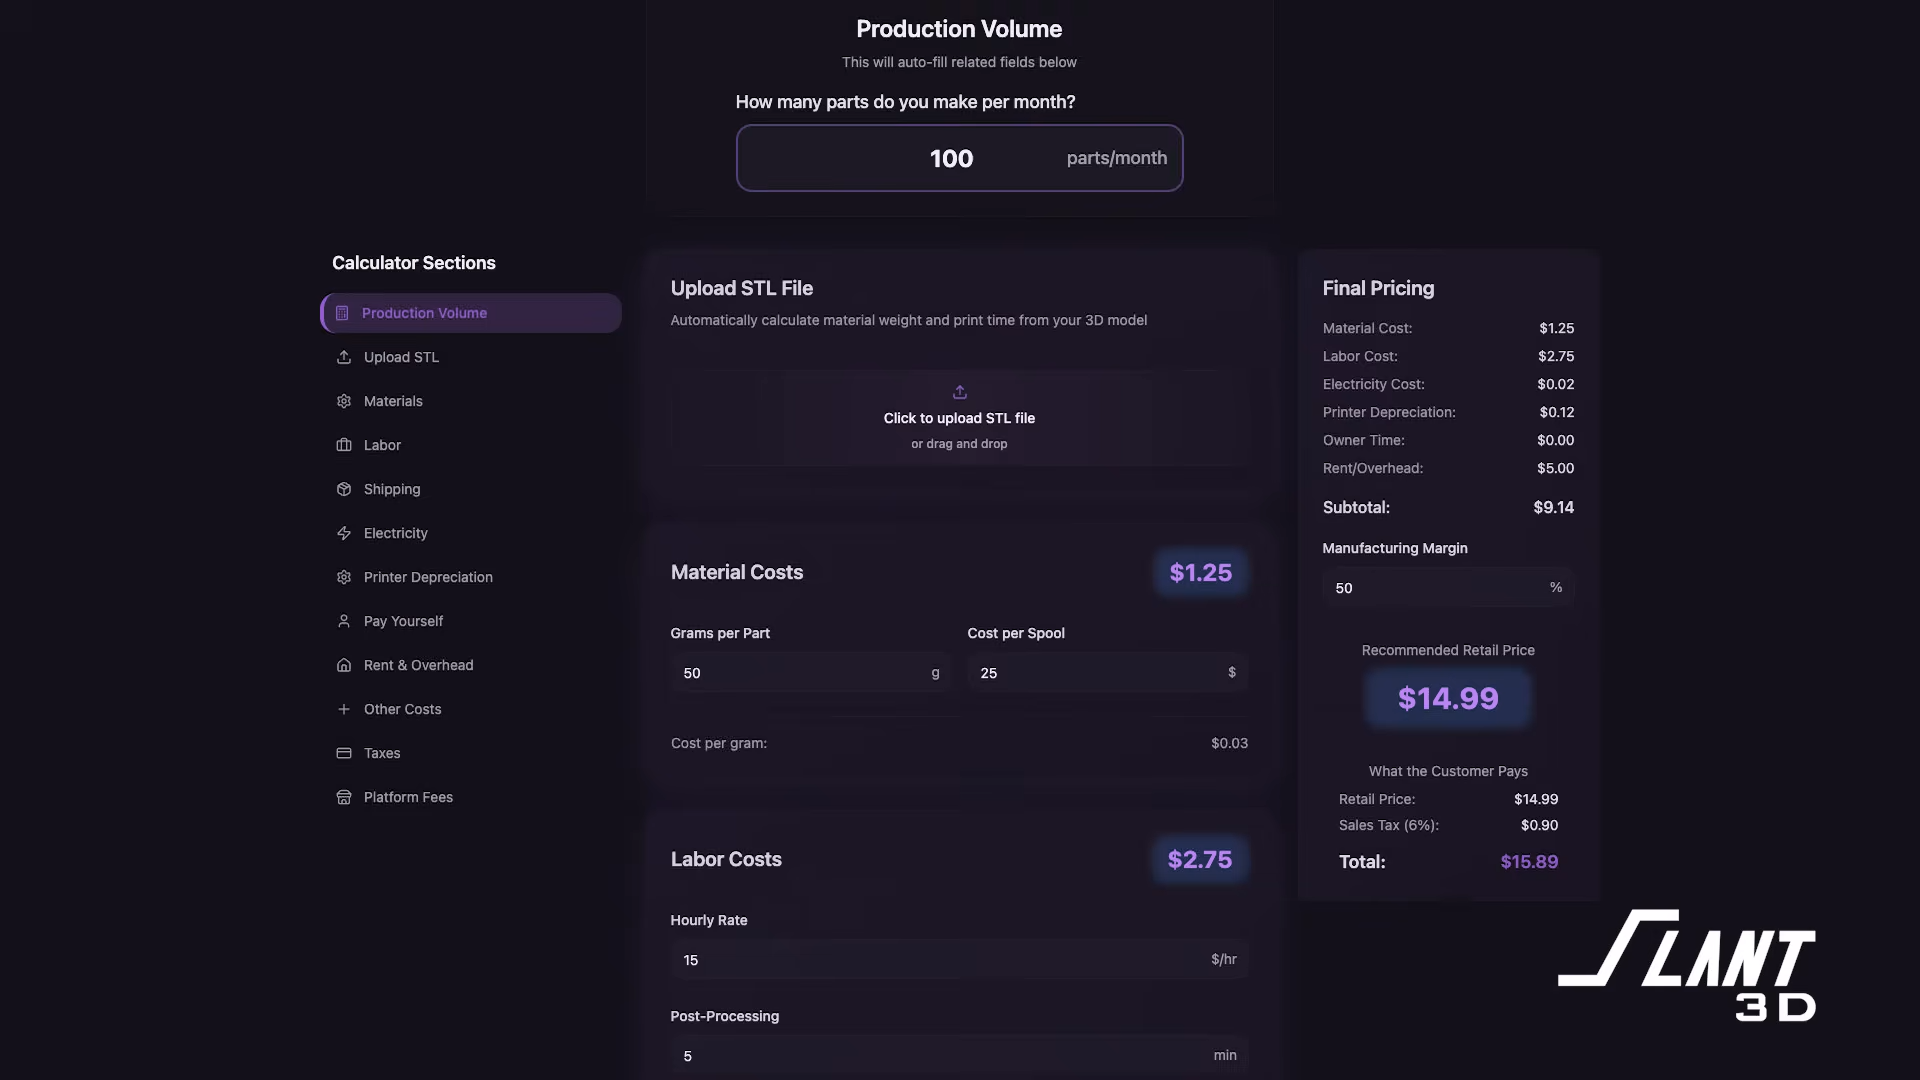 Production Volume
This will auto-fill related fields below
How many parts do you make per month?
100 parts/month
Calculator Sections
Production Volume
Upload STL
Materials
Labor
Shipping
Electricity
Printer Depreciation
Pay Yourself
Rent & Overhead
Other Costs
Taxes
Platform Fees
Upload STL File
Automatically calculate material weight and print time from your 3D model
Click to upload STL file
or drag and drop
Material Costs $1.25
Grams per Part Cost per Spool
50 g 25 $
Cost per gram: $0.03
Labor Costs $2.75
Hourly Rate
15 $/hr
Post-Processing
5 min
Final Pricing
Material Cost: $1.25
Labor Cost: $2.75
Electricity Cost: $0.02
Printer Depreciation: $0.12
Owner Time: $0.00
Rent/Overhead: $5.00
Subtotal: $9.14
Manufacturing Margin
50 %
Recommended Retail Price
$14.99
What the Customer Pays
Retail Price: $14.99
Sales Tax (6%): $0.90
Total: $15.89
SLANT
3D